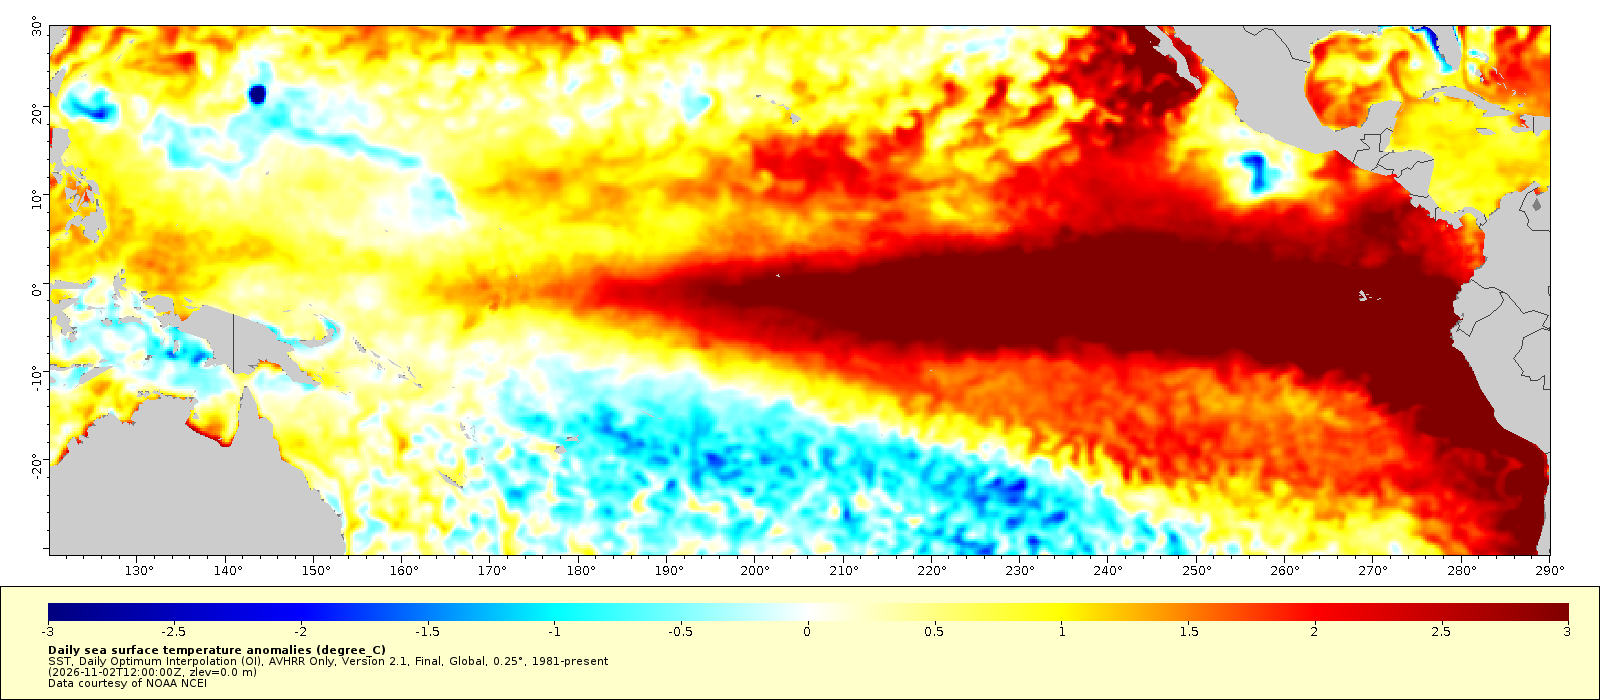 30°
20°
10°
0°
-10°
-20°
130° 140° 150° 160° 170° 180° 190° 200° 210° 220° 230° 240° 250° 260° 270° 280° 290°
-3 -2.5 -2 -1.5 -1 -0.5 0 0.5 1 1.5 2 2.5 3
Daily sea surface temperature anomalies (degree_C)
SST, Daily Optimum Interpolation (OI), AVHRR Only, Version 2.1, Final, Global, 0.25°, 1981-present
(2026-11-02T12:00:00Z, zlev=0.0 m)
Data courtesy of NOAA NCEI